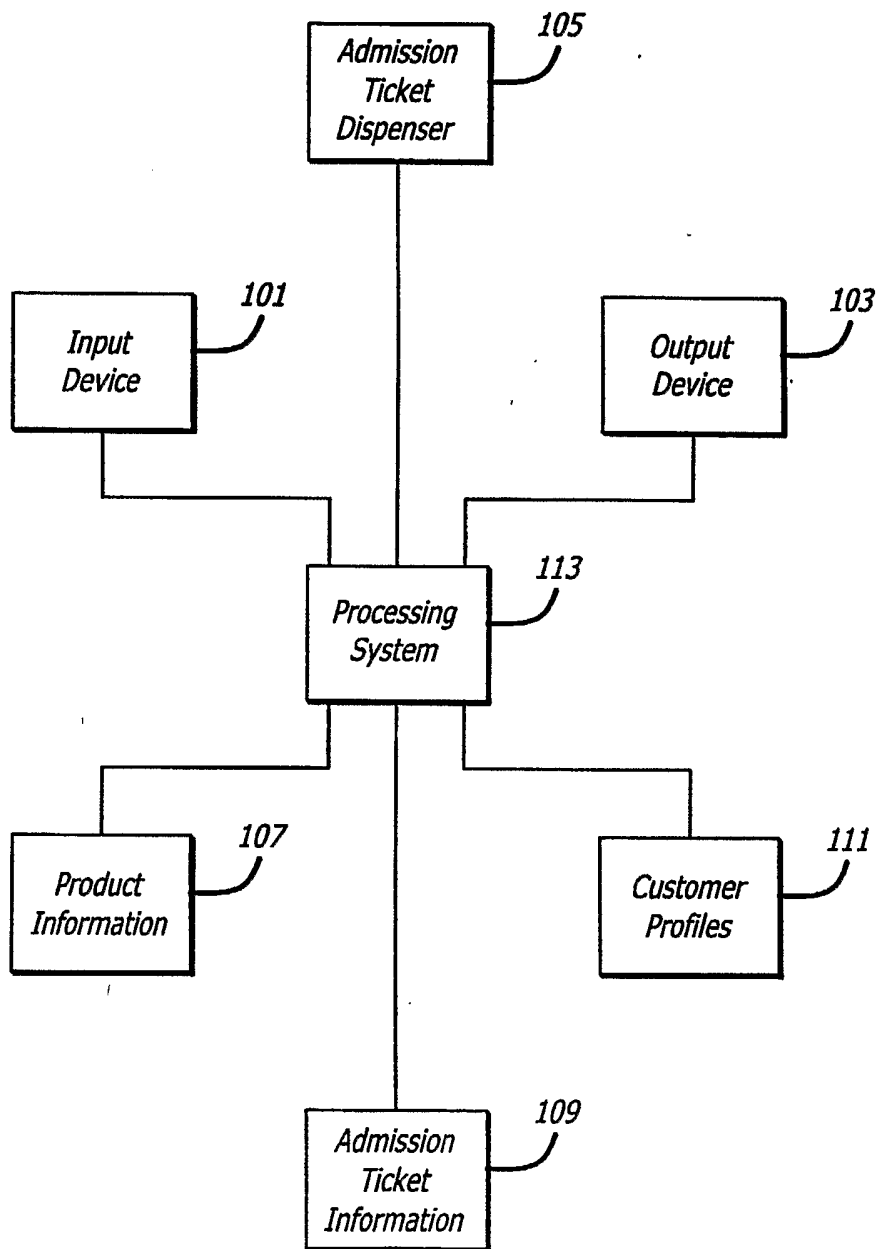 105
Admission
Ticket
Dispenser
101
Input
Device
103
Output
Device
113
Processing
System
107
Product
Information
111
Customer
Profiles
109
Admission
Ticket
Information